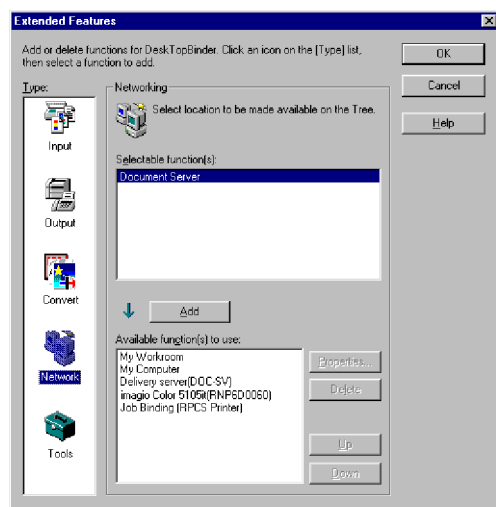 Extended Features
Add or delete functions for DeskTopBinder. Click an icon on the [Type] list,
then select a function to add.
OK
Cancel
Help
Type:
Input
Output
Convert
Network
Tools
Networking
Select location to be made available on the Tree.
Selectable function(s):
Document Server
Add
Available function(s) to use:
My Workroom
My Computer
Delivery server(DOC-SV)
imagio Color 5105it(RNP6D0060)
Job Binding (RPCS Printer)
Properties...
Delete
Up
Down